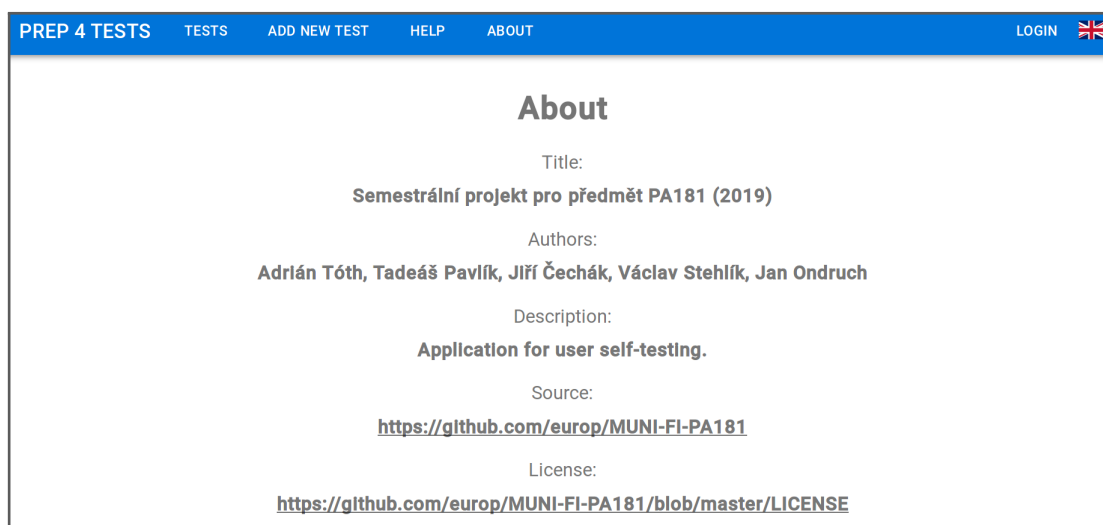 PREP 4 TESTS TESTS ADD NEW TEST HELP ABOUT LOGIN
About
Title:
Semestrální projekt pro předmět PA181 (2019)
Authors:
Adrián Tóth, Tadeáš Pavlík, Jiří Čechák, Václav Stehlík, Jan Ondruch
Description:
Application for user self-testing.
Source:
https://github.com/europ/MUNI-FI-PA181
License:
https://github.com/europ/MUNI-FI-PA181/blob/master/LICENSE